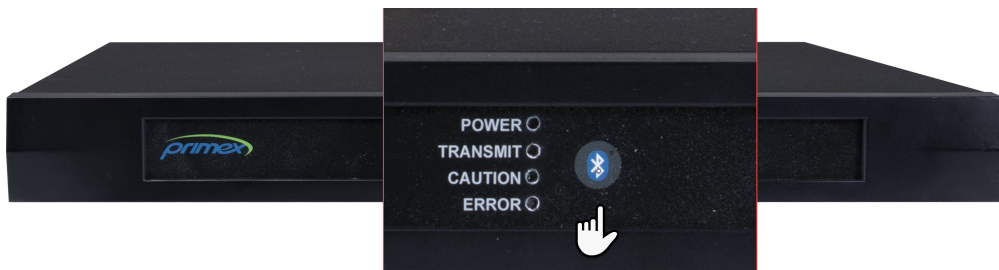 primex
POWER
TRANSMIT
CAUTION
ERROR